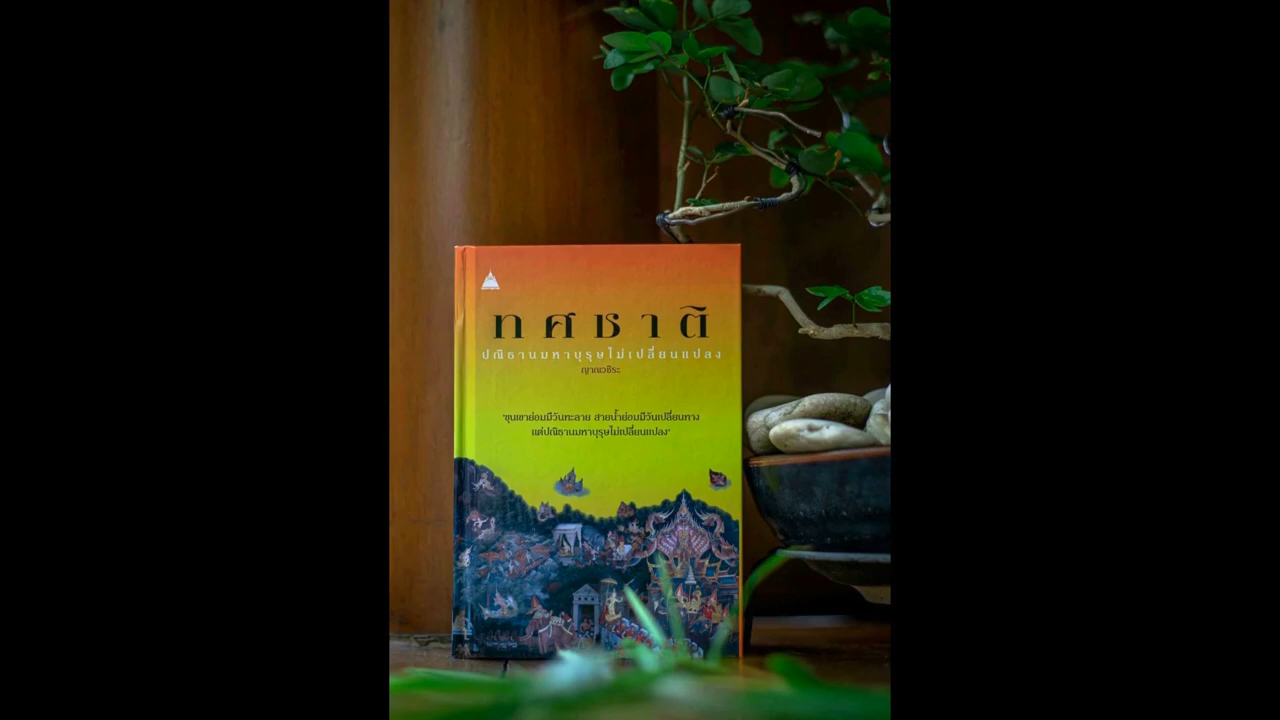 ทศชาติ
ปณิธานมหาบุรุษไม่เปลี่ยนแปลง
ญาณวชิระ
"ขุนเขาย่อมมีวันทะลาย สายน้ำย่อมมีวันเปลี่ยนทาง
แต่ปณิธานมหาบุรุษไม่เปลี่ยนแปลง"